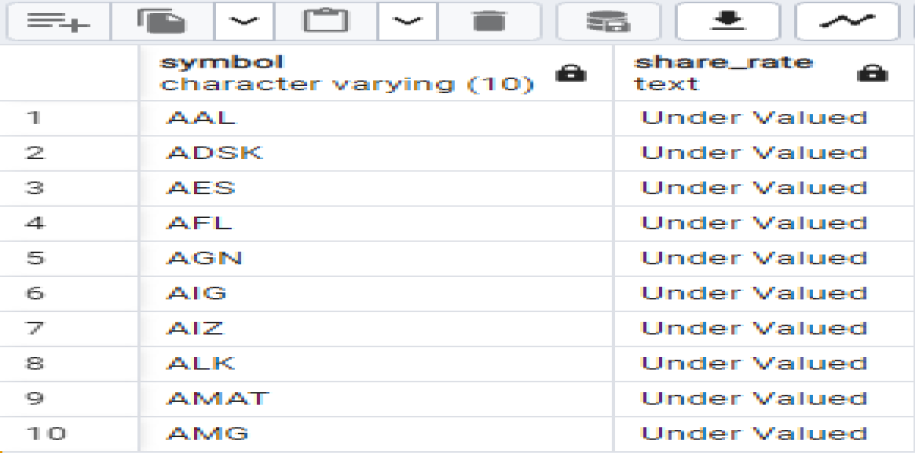 symbol share_rate
character varying (10) text
1 AAL Under Valued
2 ADSK Under Valued
3 AES Under Valued
4 AFL Under Valued
5 AGN Under Valued
6 AIG Under Valued
7 AIZ Under Valued
8 ALK Under Valued
9 AMAT Under Valued
10 AMG Under Valued